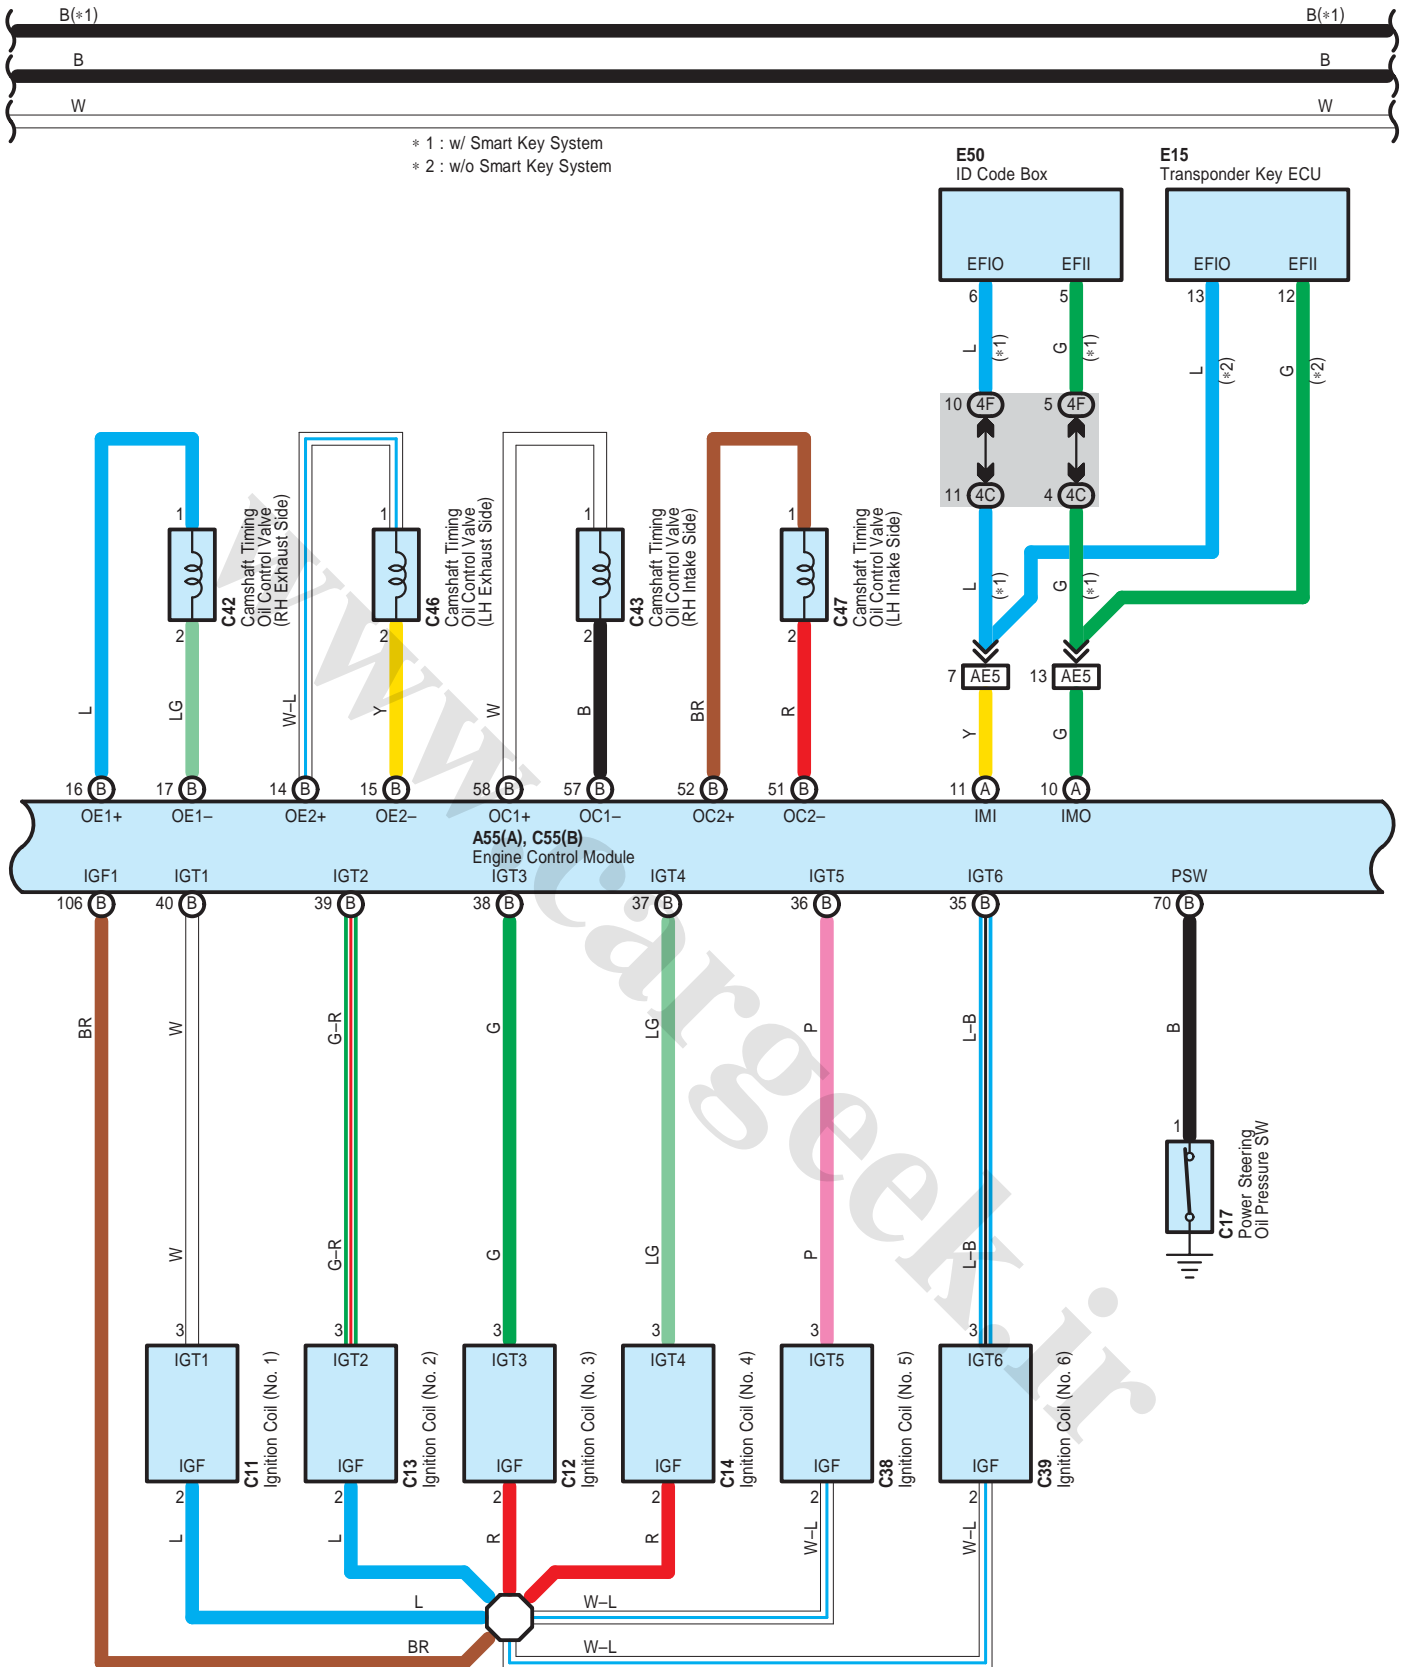 B(*1) B(*1)
B B
W W
* 1 : w/ Smart Key System
* 2 : w/o Smart Key System
E50
ID Code Box
E15
Transponder Key ECU
EFIO EFII EFIO EFII
6 5 13 12
L (*1) G (*1) L (*2) G (*2)
10 4F 5 4F
11 4C 4 4C
1 1 1 1
C42
Camshaft Timing
Oil Control Valve
(RH Exhaust Side)
C46
Camshaft Timing
Oil Control Valve
(LH Exhaust Side)
C43
Camshaft Timing
Oil Control Valve
(RH Intake Side)
C47
Camshaft Timing
Oil Control Valve
(LH Intake Side)
L (*1) G (*1)
2 2 2 2
7 AE5 13 AE5
L LG W–L Y W B BR R Y G
16 B 17 B 14 B 15 B 58 B 57 B 52 B 51 B 11 A 10 A
OE1+ OE1– OE2+ OE2– OC1+ OC1– OC2+ OC2– IMI IMO
A55(A), C55(B)
Engine Control Module
IGF1 IGT1 IGT2 IGT3 IGT4 IGT5 IGT6 PSW
106 B 40 B 39 B 38 B 37 B 36 B 35 B 70 B
BR W G–R G LG P L–B B
1
C17
Power Steering
Oil Pressure SW
W G–R G LG P L–B
3 3 3 3 3 3
IGT1 IGT2 IGT3 IGT4 IGT5 IGT6
C11
Ignition Coil (No. 1)
C13
Ignition Coil (No. 2)
C12
Ignition Coil (No. 3)
C14
Ignition Coil (No. 4)
C38
Ignition Coil (No. 5)
C39
Ignition Coil (No. 6)
IGF IGF IGF IGF IGF IGF
2 2 2 2 2 2
L L R R W–L W–L
L W–L
BR W–L
www.cargeek.ir